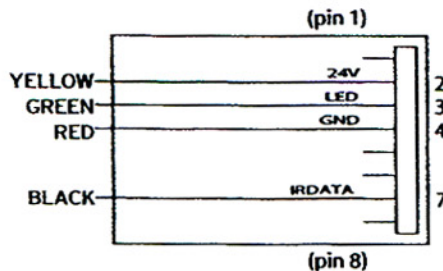 (pin 1)
YELLOW 24V 2
GREEN LED 3
RED GND 4
BLACK IRDATA 7
(pin 8)